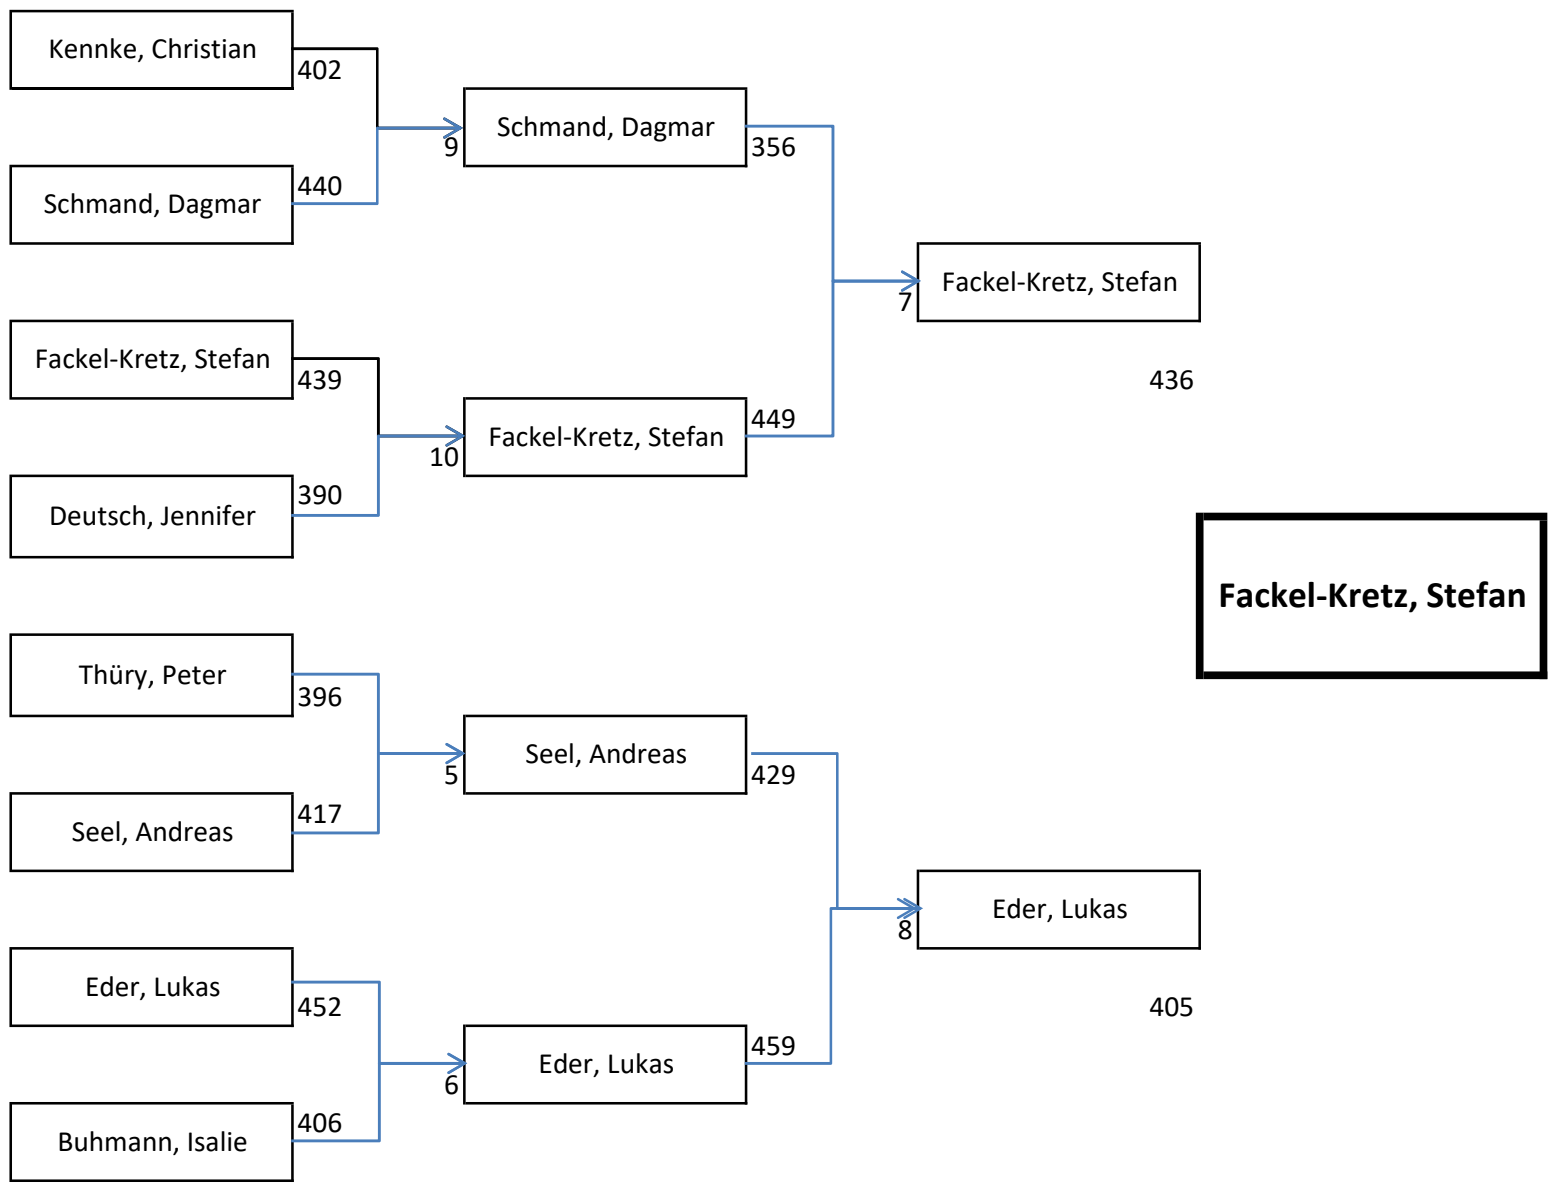 Kennke, Christian
402
9
Schmand, Dagmar
356
440
Schmand, Dagmar
7
Fackel-Kretz, Stefan
Fackel-Kretz, Stefan
439
436
10
Fackel-Kretz, Stefan
449
390
Deutsch, Jennifer
Fackel-Kretz, Stefan
Thüry, Peter
396
5
Seel, Andreas
429
417
Seel, Andreas
8
Eder, Lukas
Eder, Lukas
452
405
6
Eder, Lukas
459
406
Buhmann, Isalie